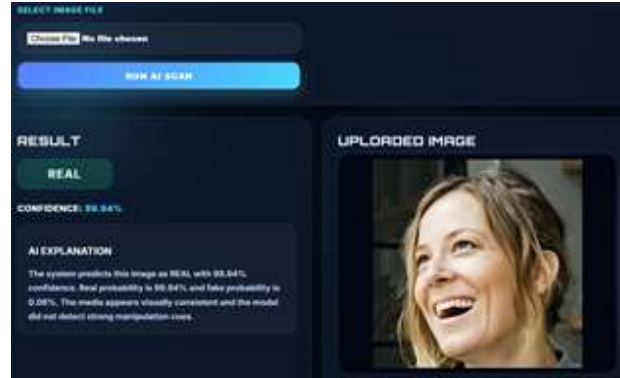 SELECT IMAGE FILE
Choose File No file chosen
RUN AI SCAN
RESULT
REAL
CONFIDENCE: 99.94%
AI EXPLANATION
The system predicts this image as REAL with 99.94%
confidence. Real probability is 99.94% and fake probability is
0.06%. The media appears visually consistent and the model
did not detect strong manipulation cues.
UPLOADED IMAGE